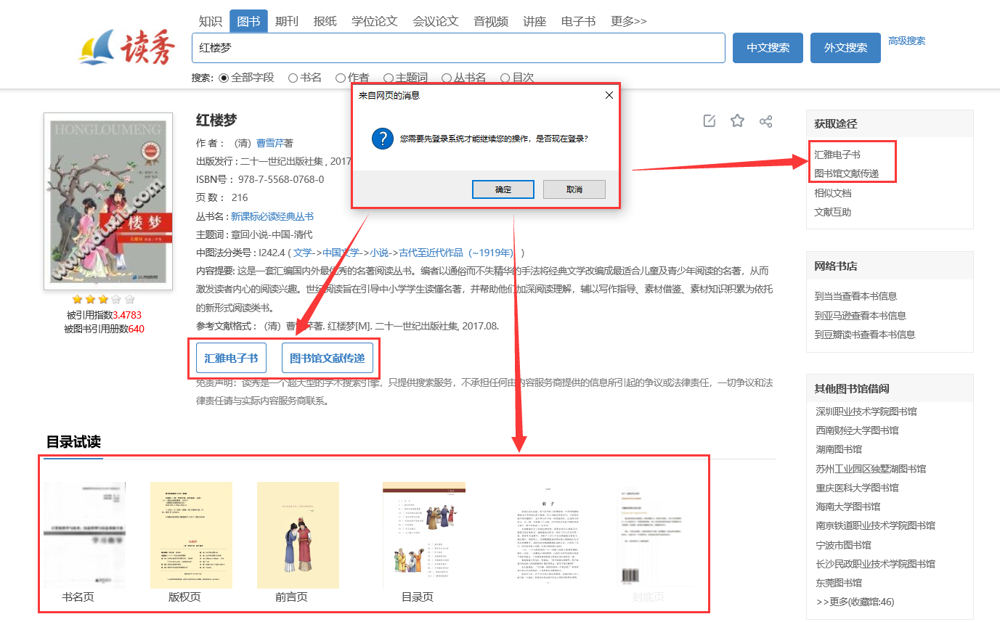 知识 图书 期刊 报纸 学位论文 会议论文 音视频 讲座 电子书 更多>>
读秀
红楼梦
中文搜索
外文搜索
高级搜索
搜索: 全部字段 书名 作者 主题词 丛书名 目次
来自网页的消息
您需要先登录系统才能继续您的操作，是否现在登录?
确定
取消
HONGLOUMENG
楼梦
www.duxiu.com
被引用指数3.4783
被图书引用册数640
红楼梦
作 者： （清）曹雪芹著
出版发行 : 二十一世纪出版社集 , 2017
ISBN号： 978-7-5568-0768-0
页 数： 216
丛书名 : 新课标必读经典丛书
主题词 : 章回小说-中国-清代
中图法分类号 : I242.4 ( 文学->中国文学->小说->古代至近代作品（~1919年） )
内容提要: 这是一套汇编国内外最优秀的名著阅读丛书。编者以通俗而不失精华的手法将经典文学改编成最适合儿童及青少年阅读的名著，从而
激发读者内心的阅读兴趣。世纪阅读旨在引导中小学学生读懂名著，并帮助他们加深阅读理解，辅以写作指导、素材借鉴、素材知识积累为依托
的新形式阅读类书。
参考文献格式： （清）曹雪芹著. 红楼梦[M]. 二十一世纪出版社集, 2017.08.
汇雅电子书
图书馆文献传递
免责声明：读秀是一个超大型的学术搜索引擎，只提供搜索服务，不承担任何由内容服务商提供的信息所引起的争议或法律责任，一切争议和法
律责任请与实际内容服务商联系。
目录试读
引 子
书名页
版权页
前言页
目录页
封底页
获取途径
汇雅电子书
图书馆文献传递
相似文档
文献互助
网络书店
到当当查看本书信息
到亚马逊查看本书信息
到豆瓣读书查看本书信息
其他图书馆借阅
深圳职业技术学院图书馆
西南财经大学图书馆
湖南图书馆
苏州工业园区独墅湖图书馆
重庆医科大学图书馆
海南大学图书馆
南京铁道职业技术学院图书馆
宁波市图书馆
长沙民政职业技术学院图书馆
东莞图书馆
>>更多(收藏馆:46)